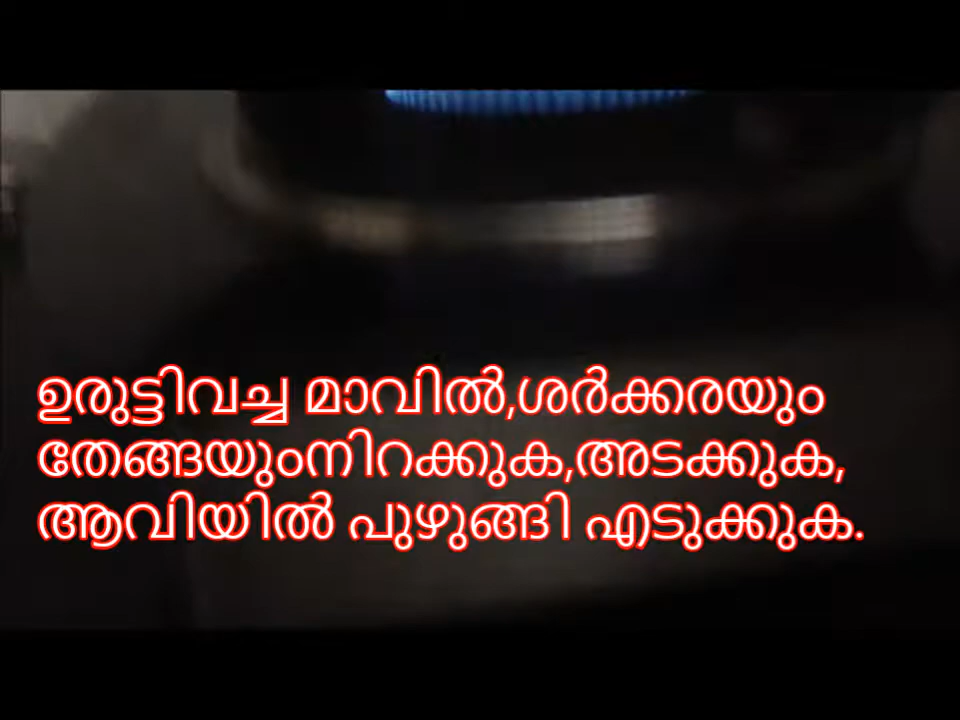 ഉരുട്ടിവച്ച മാവിൽ,ശർക്കരയും
തേങ്ങയുംനിറക്കുക,അടക്കുക,
ആവിയിൽ പുഴുങ്ങി എടുക്കുക.